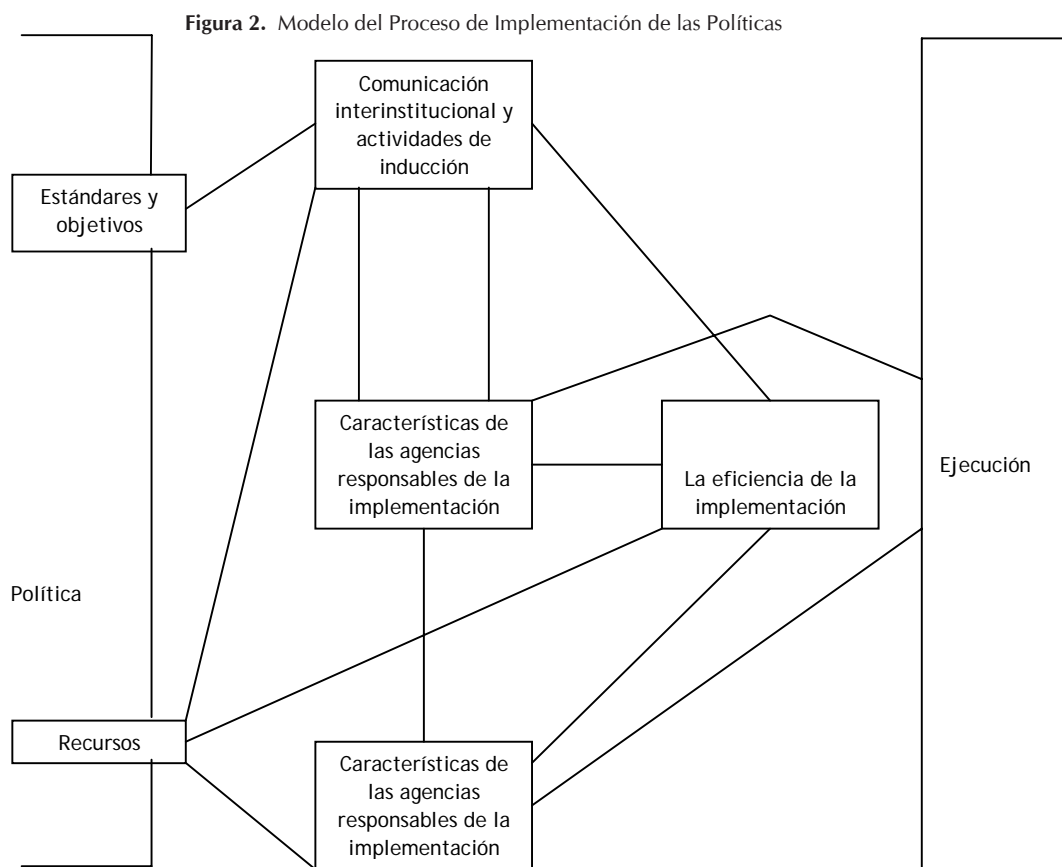 Figura 2. Modelo del Proceso de Implementación de las Políticas
Comunicación
interinstitucional y
actividades de
inducción
Estándares y
objetivos
Características de
las agencias
responsables de la
implementación
La eficiencia de la
implementación
Ejecución
Política
Recursos
Características de
las agencias
responsables de la
implementación